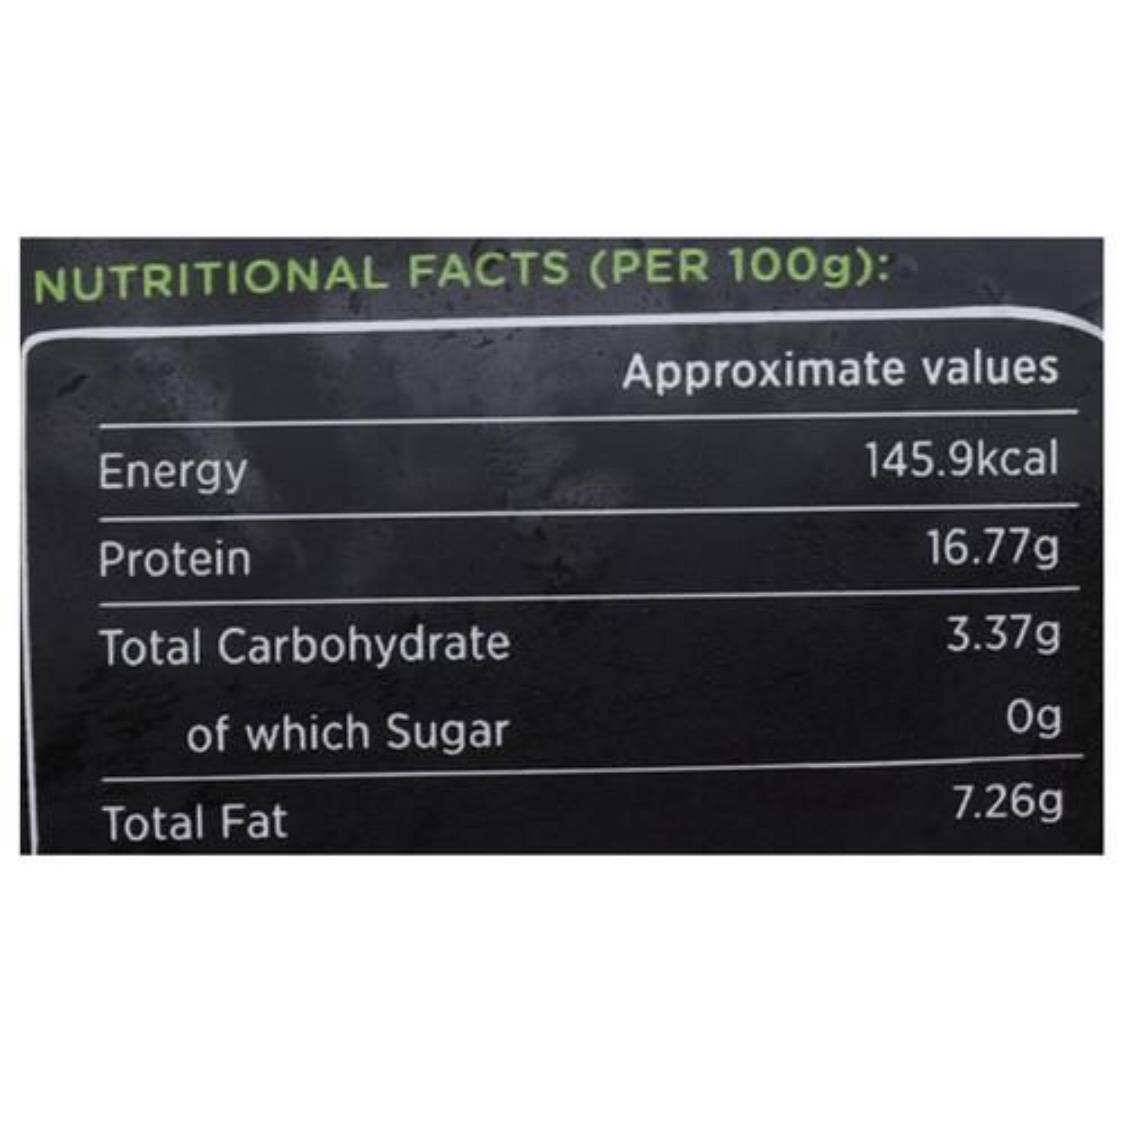 NUTRITIONAL FACTS (PER 100g):
Approximate values
Energy 145.9kcal
Protein 16.77g
Total Carbohydrate 3.37g
of which Sugar 0g
Total Fat 7.26g